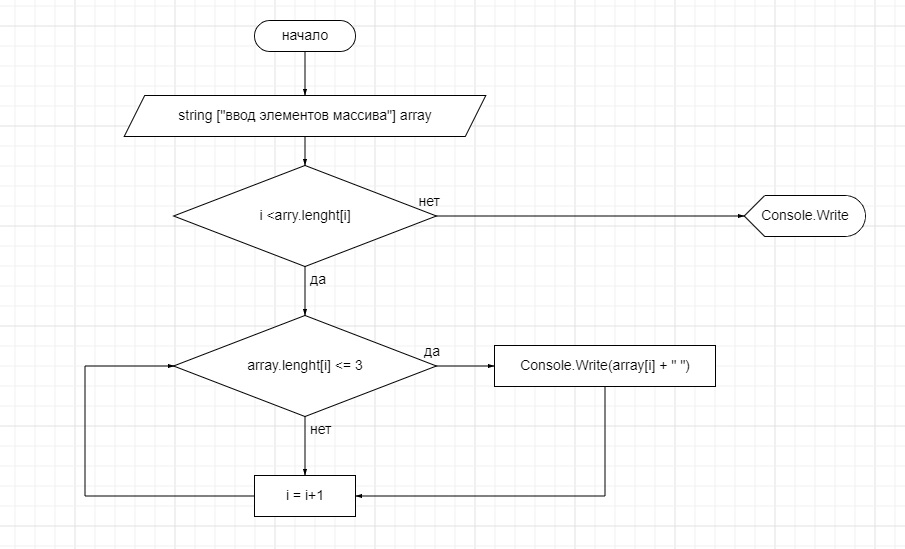 начало
string ["ввод элементов массива"] array
i <arry.lenght[i]
нет
Console.Write
да
array.lenght[i] <= 3
да
Console.Write(array[i] + " ")
нет
i = i+1